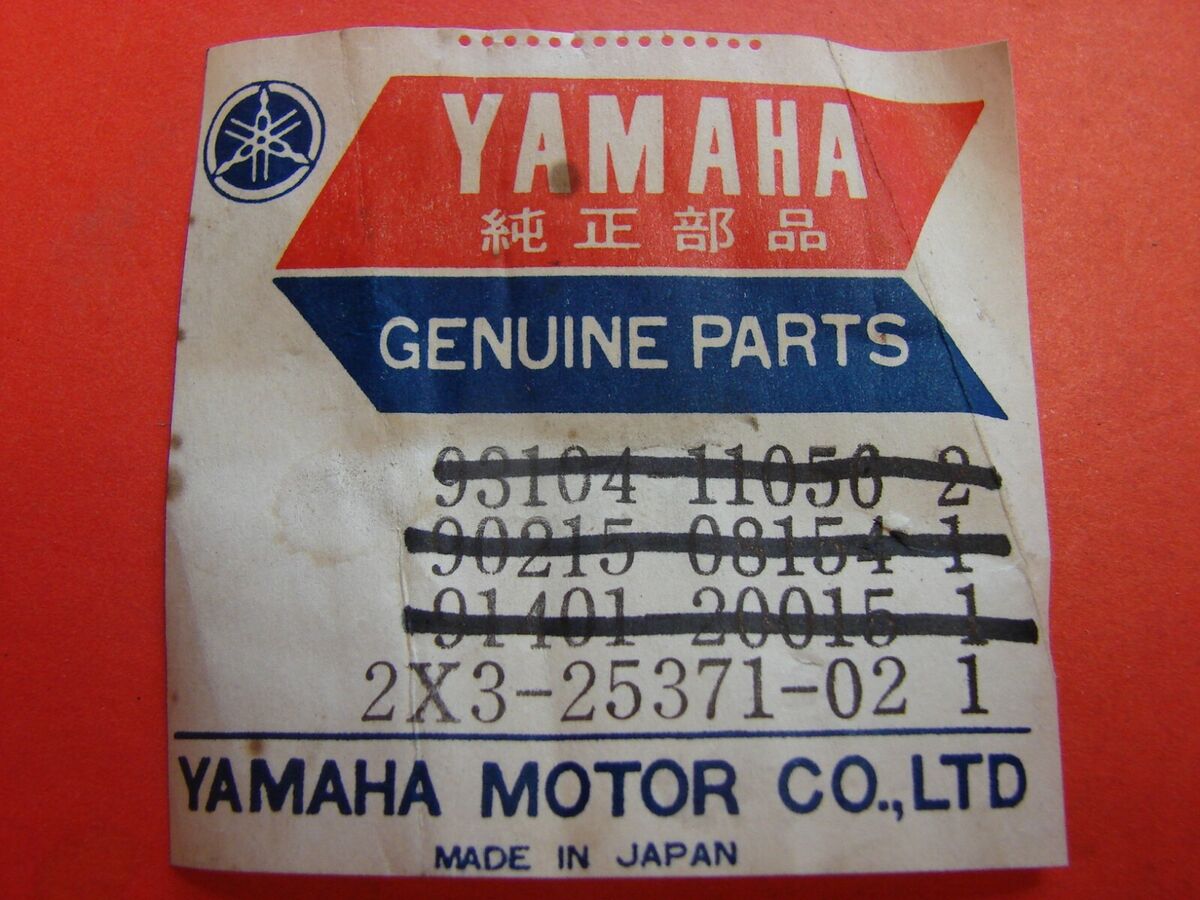 YAMAHA
純正部品
GENUINE PARTS
93104 11056 2
90215 08154 1
91401 20015 1
2X3-25371-02 1
YAMAHA MOTOR CO.,LTD
MADE IN JAPAN